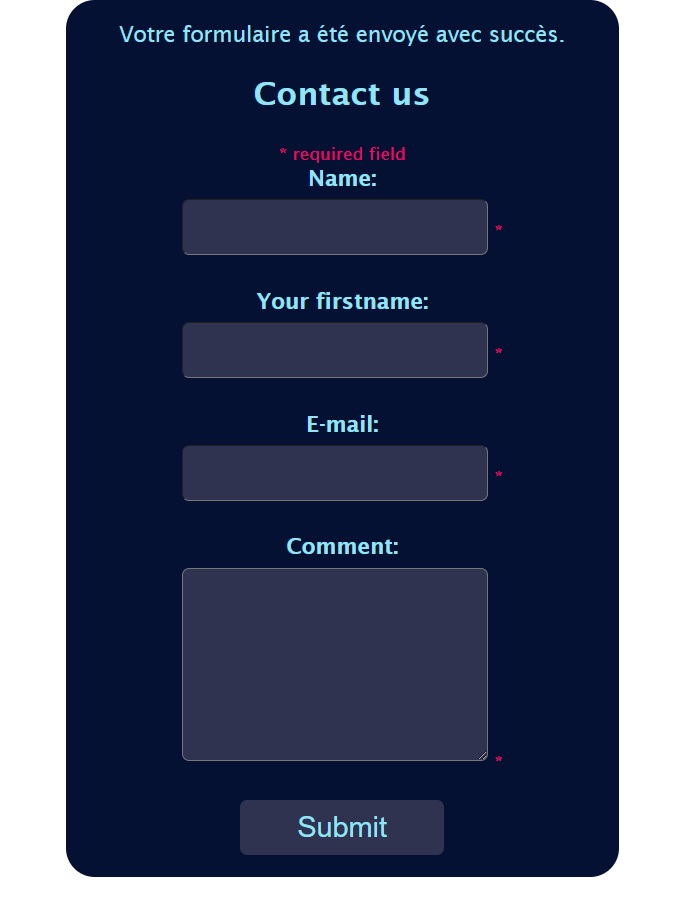 Votre formulaire a été envoyé avec succès.
Contact us
* required field
Name:
*
Your firstname:
*
E-mail:
*
Comment:
*
Submit